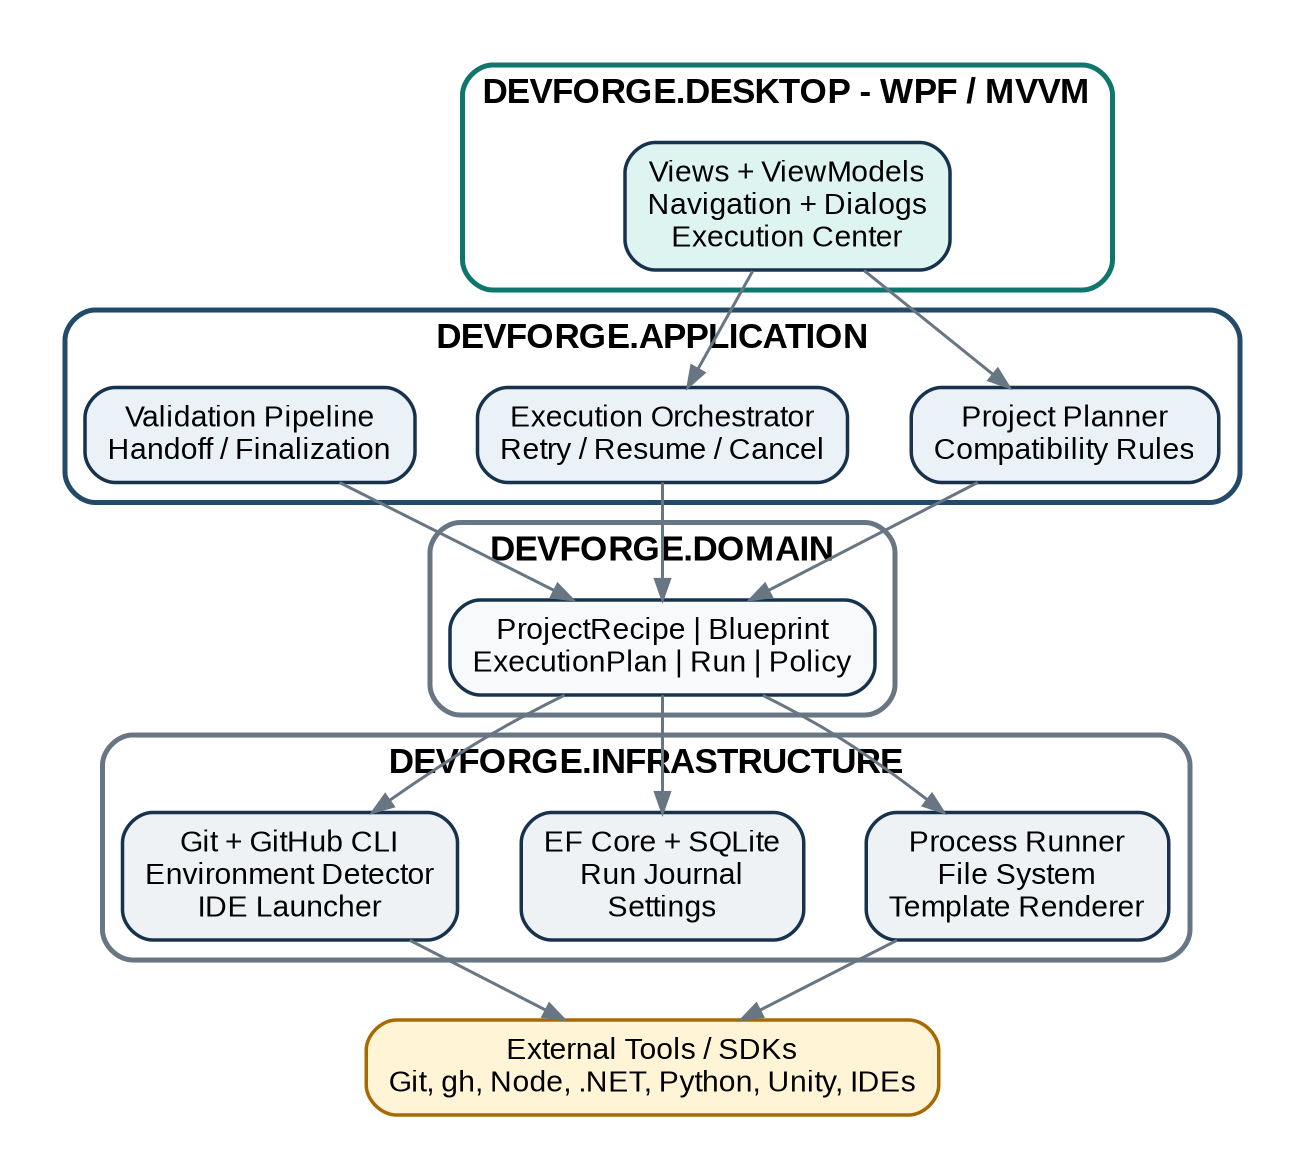 DEVFORGE.DESKTOP - WPF / MVVM
Views + ViewModels
Navigation + Dialogs
Execution Center
DEVFORGE.APPLICATION
Validation Pipeline
Handoff / Finalization
Execution Orchestrator
Retry / Resume / Cancel
Project Planner
Compatibility Rules
DEVFORGE.DOMAIN
ProjectRecipe | Blueprint
ExecutionPlan | Run | Policy
DEVFORGE.INFRASTRUCTURE
Git + GitHub CLI
Environment Detector
IDE Launcher
EF Core + SQLite
Run Journal
Settings
Process Runner
File System
Template Renderer
External Tools / SDKs
Git, gh, Node, .NET, Python, Unity, IDEs